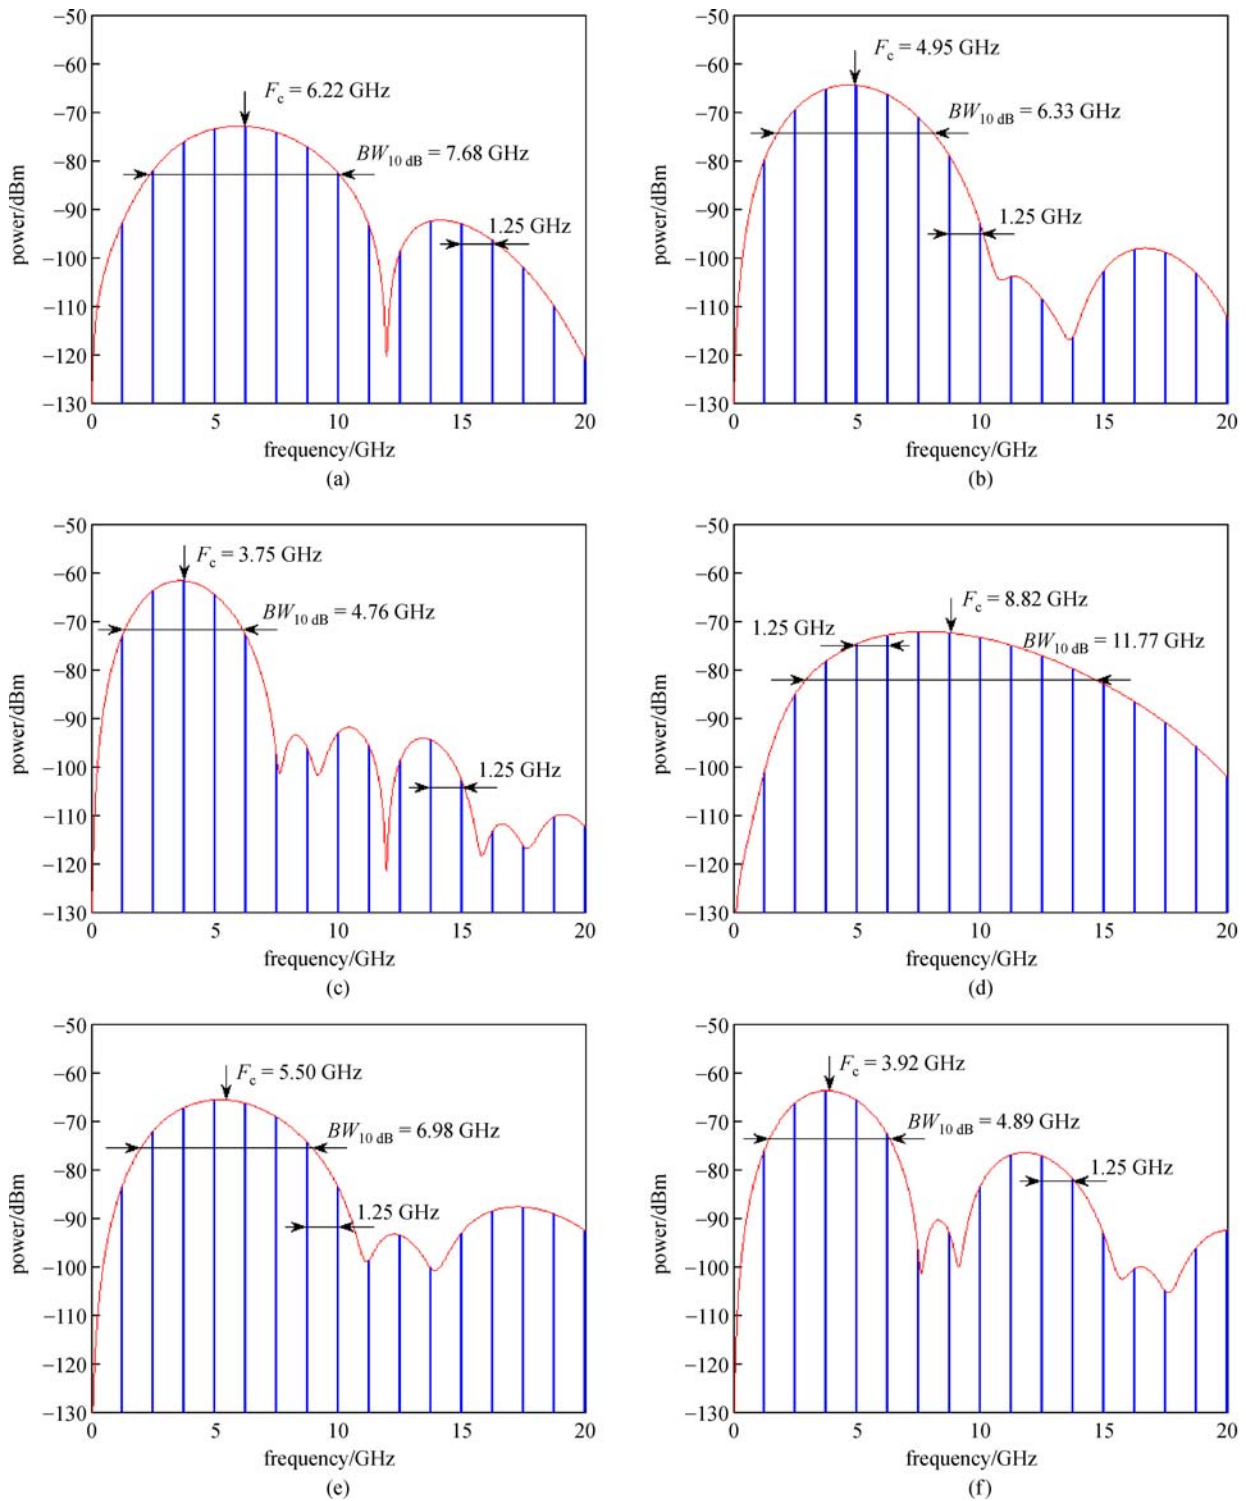 −50
−60
−70
−80
−90
−100
−110
−120
−130
power/dBm
F_c = 6.22 GHz
BW_10 dB = 7.68 GHz
1.25 GHz
0 5 10 15 20
frequency/GHz
(a)
−50
−60
−70
−80
−90
−100
−110
−120
−130
power/dBm
F_c = 4.95 GHz
BW_10 dB = 6.33 GHz
1.25 GHz
0 5 10 15 20
frequency/GHz
(b)
−50
−60
−70
−80
−90
−100
−110
−120
−130
power/dBm
F_c = 3.75 GHz
BW_10 dB = 4.76 GHz
1.25 GHz
0 5 10 15 20
frequency/GHz
(c)
−50
−60
−70
−80
−90
−100
−110
−120
−130
power/dBm
F_c = 8.82 GHz
1.25 GHz
BW_10 dB = 11.77 GHz
0 5 10 15 20
frequency/GHz
(d)
−50
−60
−70
−80
−90
−100
−110
−120
−130
power/dBm
F_c = 5.50 GHz
BW_10 dB = 6.98 GHz
1.25 GHz
0 5 10 15 20
frequency/GHz
(e)
−50
−60
−70
−80
−90
−100
−110
−120
−130
power/dBm
F_c = 3.92 GHz
BW_10 dB = 4.89 GHz
1.25 GHz
0 5 10 15 20
frequency/GHz
(f)